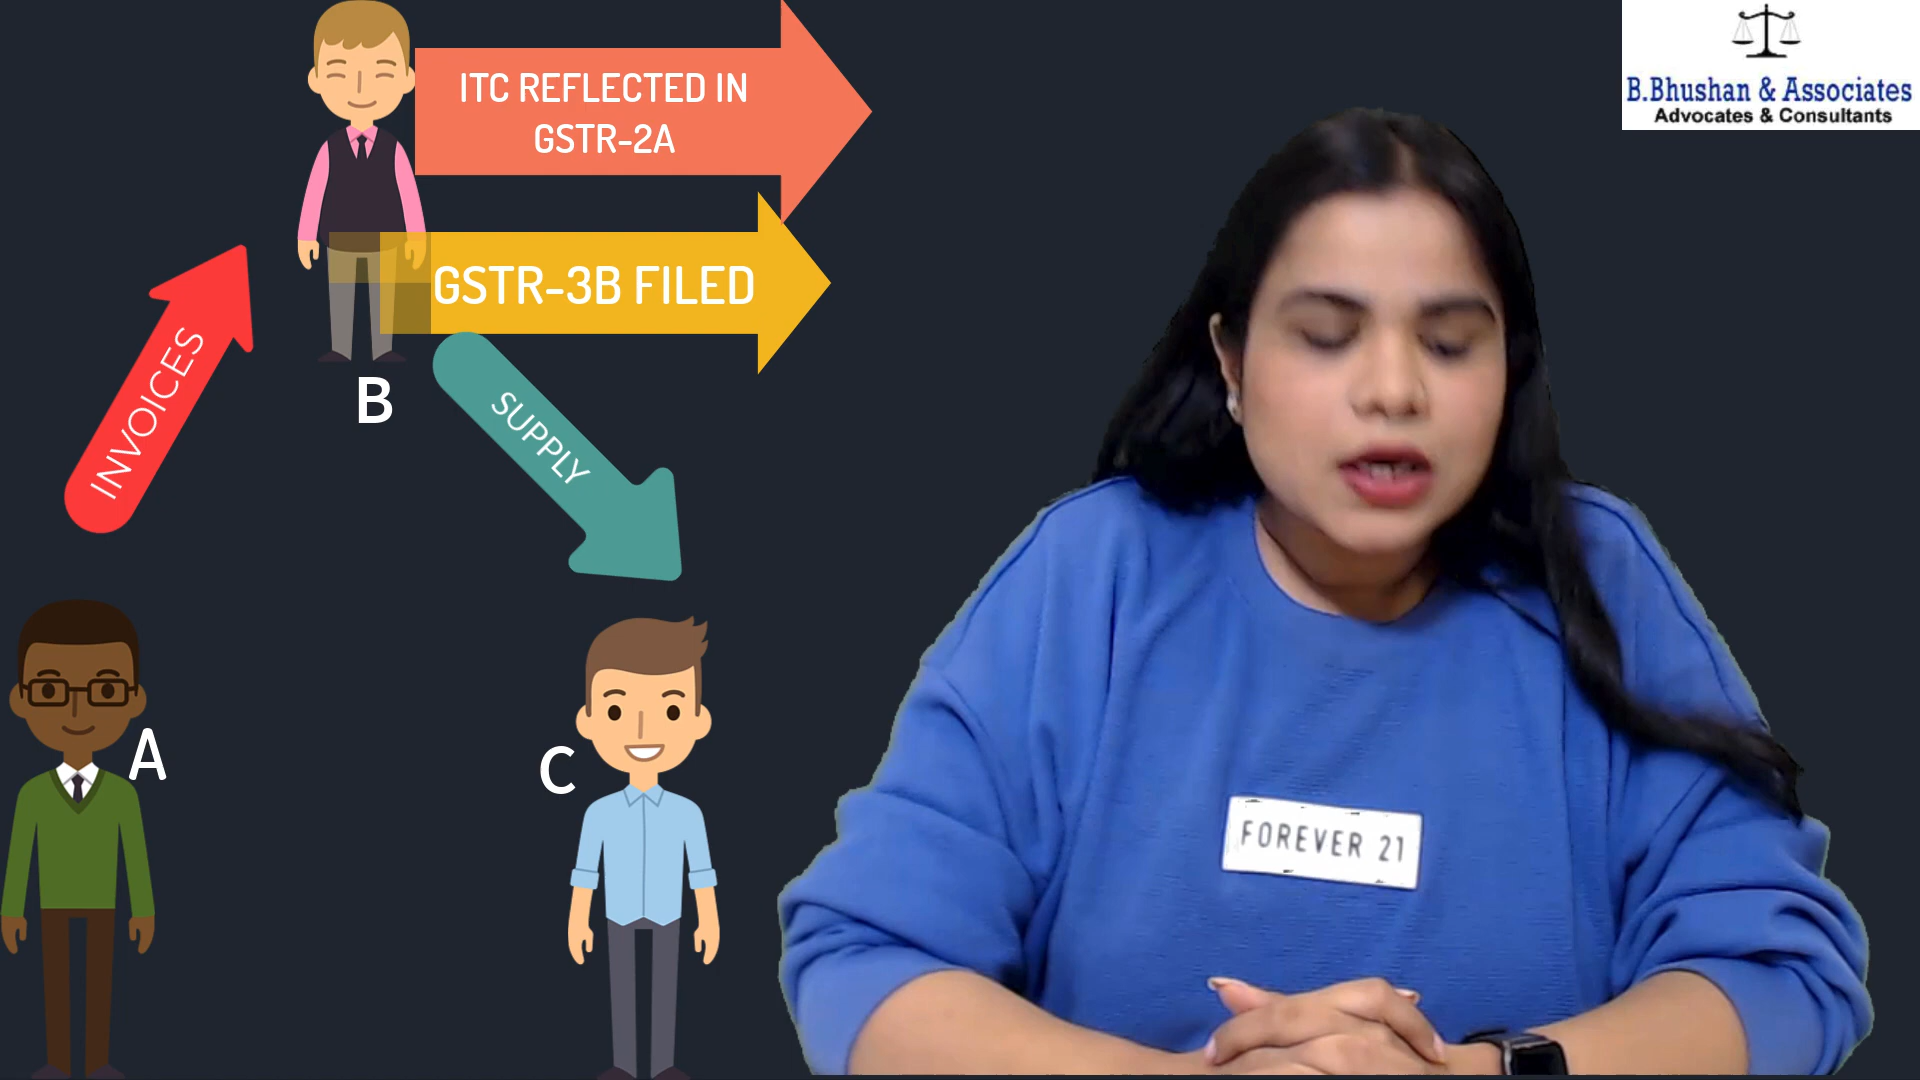 ITC REFLECTED IN
GSTR-2A
B.Bhushan & Associates
Advocates & Consultants
GSTR-3B FILED
INVOICES
B
SUPPLY
A
C
FOREVER 21